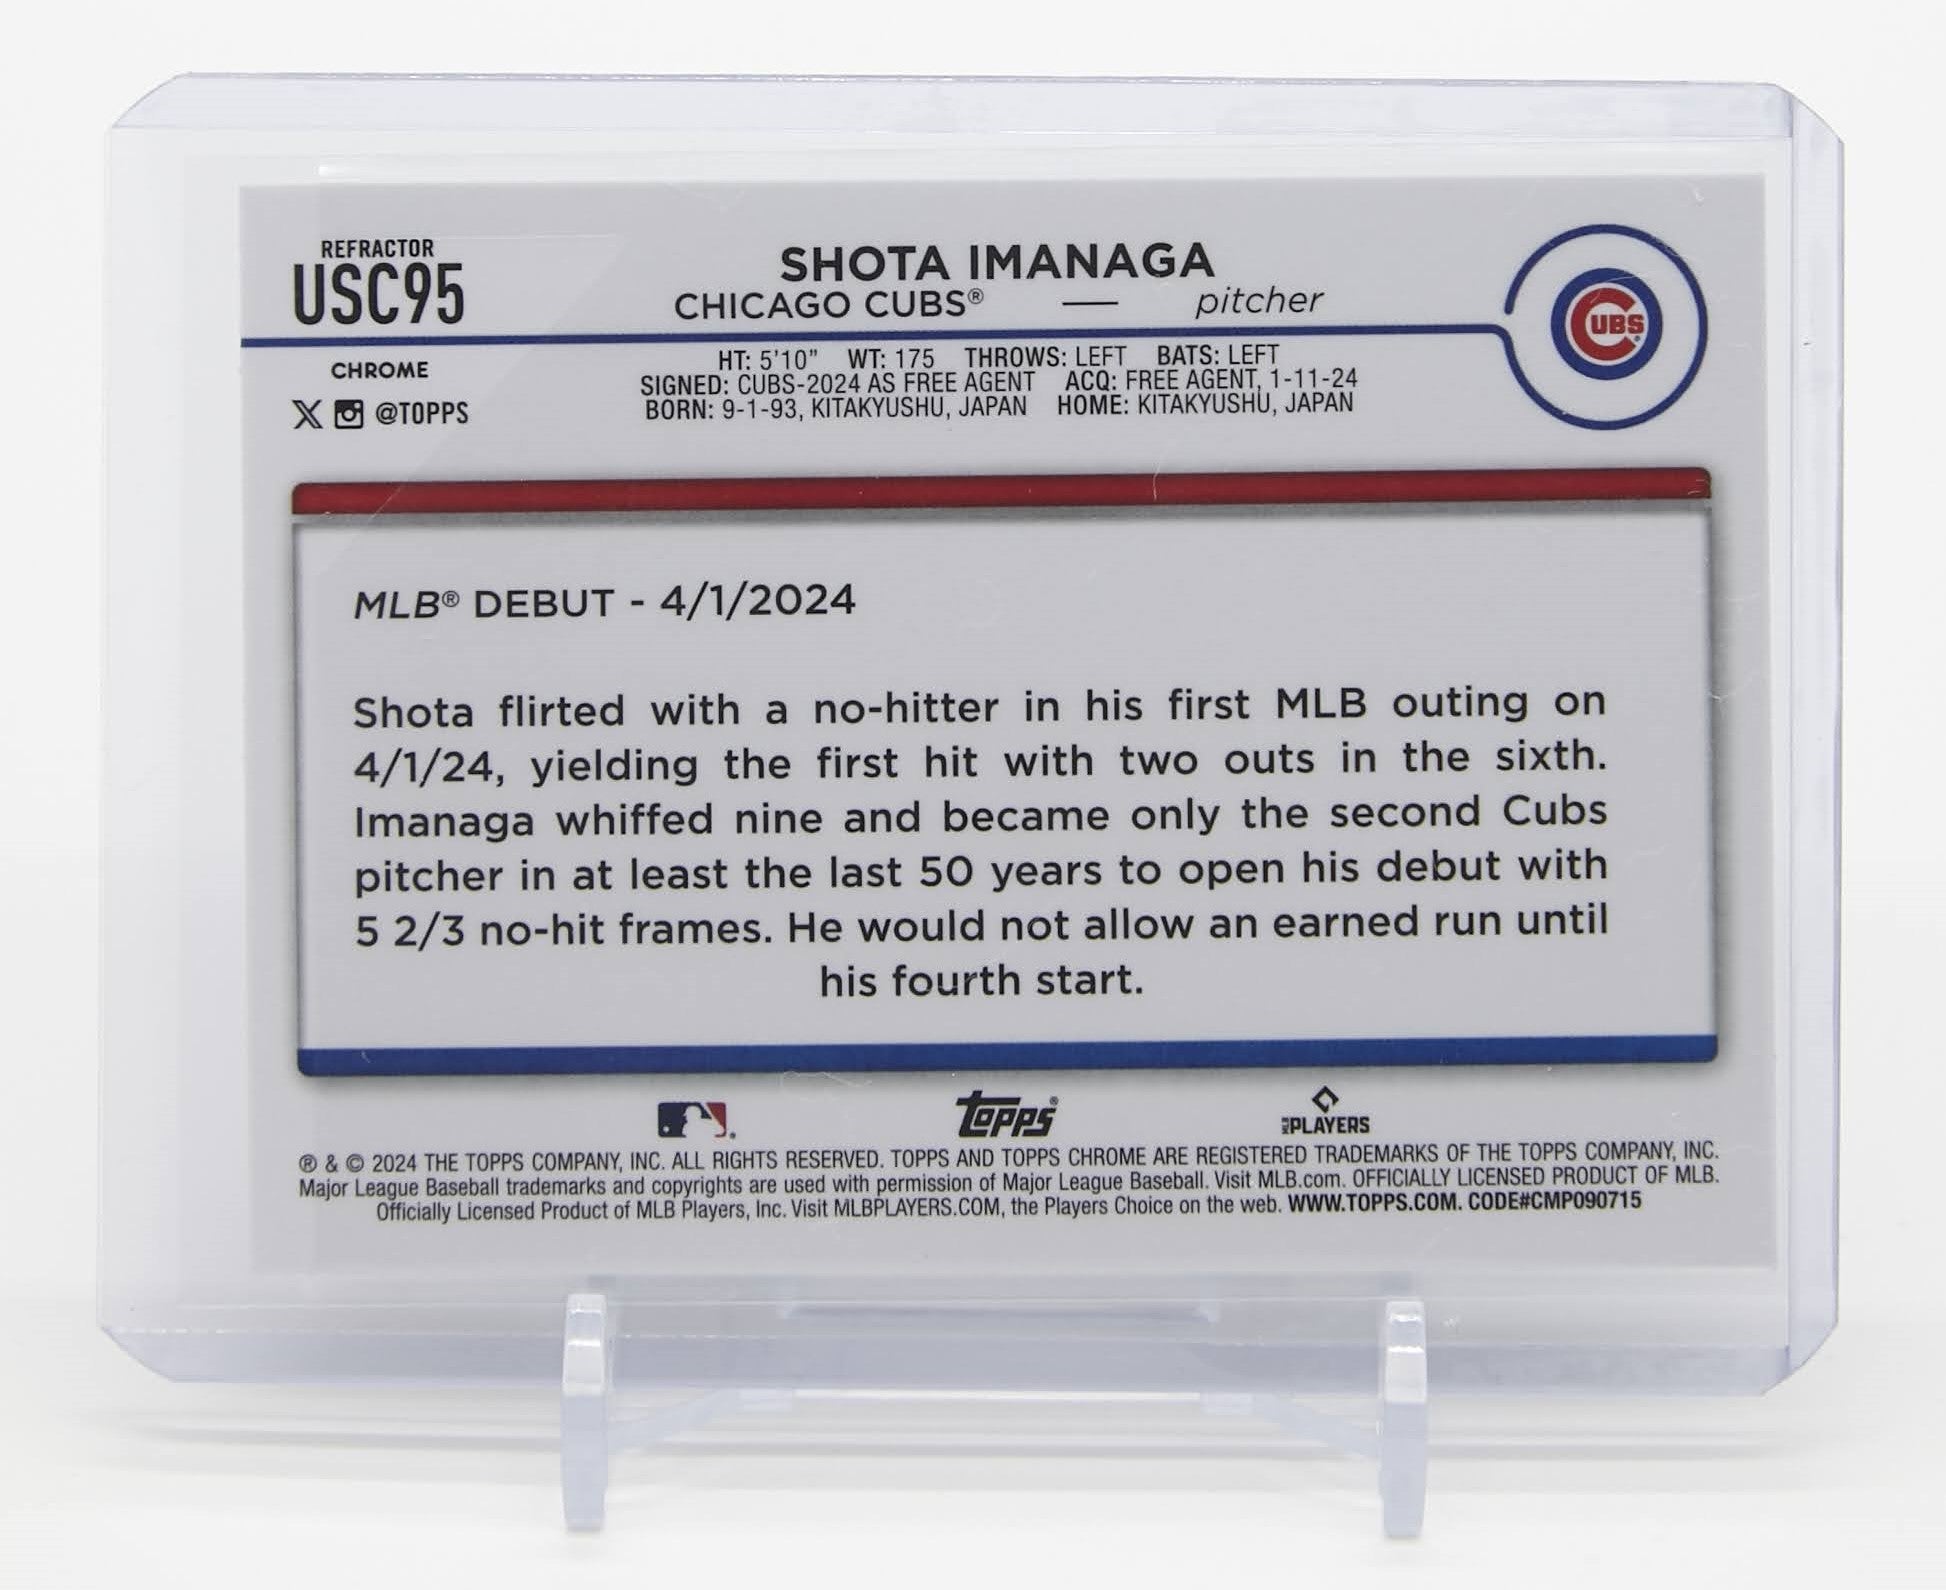 REFRACTOR
USC95
SHOTA IMANAGA
CHICAGO CUBS® — pitcher
CUBS
CHROME
X @TOPPS
HT: 5'10" WT: 175 THROWS: LEFT BATS: LEFT
SIGNED: CUBS-2024 AS FREE AGENT ACQ: FREE AGENT, 1-11-24
BORN: 9-1-93, KITAKYUSHU, JAPAN HOME: KITAKYUSHU, JAPAN
MLB® DEBUT - 4/1/2024
Shota flirted with a no-hitter in his first MLB outing on
4/1/24, yielding the first hit with two outs in the sixth.
Imanaga whiffed nine and became only the second Cubs
pitcher in at least the last 50 years to open his debut with
5 2/3 no-hit frames. He would not allow an earned run until
his fourth start.
Topps® MLB PLAYERS
® & © 2024 THE TOPPS COMPANY, INC. ALL RIGHTS RESERVED. TOPPS AND TOPPS CHROME ARE REGISTERED TRADEMARKS OF THE TOPPS COMPANY, INC.
Major League Baseball trademarks and copyrights are used with permission of Major League Baseball. Visit MLB.com. OFFICIALLY LICENSED PRODUCT OF MLB.
Officially Licensed Product of MLB Players, Inc. Visit MLBPLAYERS.COM, the Players Choice on the web. WWW.TOPPS.COM. CODE#CMP090715